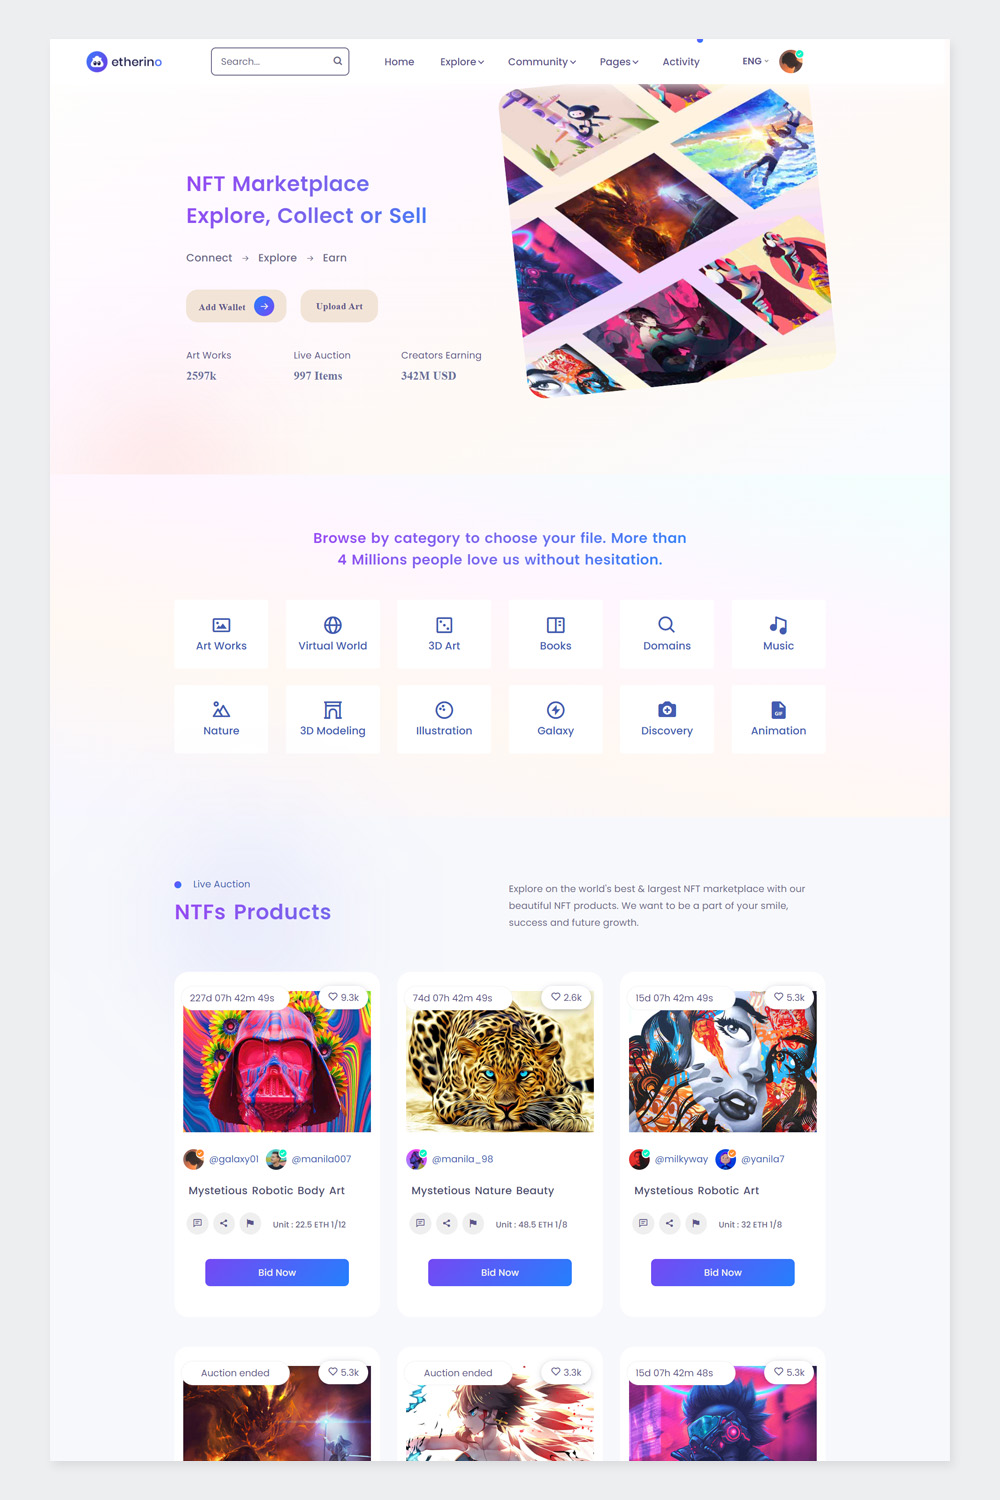 etherino
Search...
Home
Explore
Community
Pages
Activity
ENG
NFT Marketplace
Explore, Collect or Sell
Connect → Explore → Earn
Add Wallet →
Upload Art
Art Works
Live Auction
Creators Earning
2597k
997 Items
342M USD
Browse by category to choose your file. More than
4 Millions people love us without hesitation.
Art Works
Virtual World
3D Art
Books
Domains
Music
Nature
3D Modeling
Illustration
Galaxy
Discovery
GIF
Animation
Live Auction
NTFs Products
Explore on the world's best & largest NFT marketplace with our
beautiful NFT products. We want to be a part of your smile,
success and future growth.
227d 07h 42m 49s
9.3k
74d 07h 42m 49s
2.6k
15d 07h 42m 49s
5.3k
@galaxy01
@manila007
@manila_98
@milkyway
@yanila7
Mystetious Robotic Body Art
Mystetious Nature Beauty
Mystetious Robotic Art
Unit : 22.5 ETH 1/12
Unit : 48.5 ETH 1/8
Unit : 32 ETH 1/8
Bid Now
Bid Now
Bid Now
Auction ended
5.3k
Auction ended
3.3k
15d 07h 42m 48s
5.3k